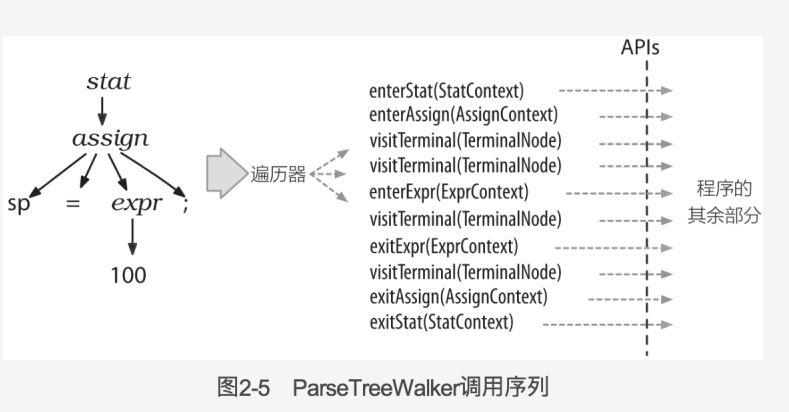 APIs
stat
assign
sp = expr ;
100
遍历器
enterStat(StatContext)
enterAssign(AssignContext)
visitTerminal(TerminalNode)
visitTerminal(TerminalNode)
enterExpr(ExprContext)
visitTerminal(TerminalNode)
exitExpr(ExprContext)
visitTerminal(TerminalNode)
exitAssign(AssignContext)
exitStat(StatContext)
程序的
其余部分
图2-5 ParseTreeWalker调用序列